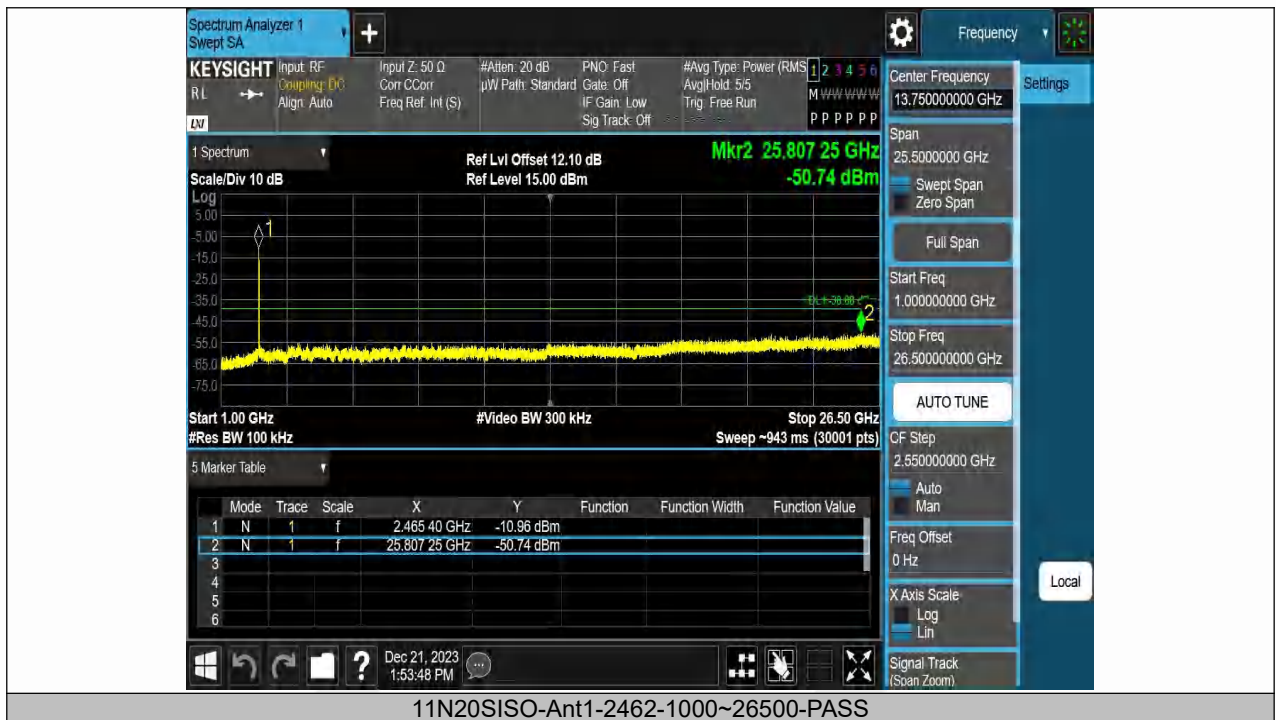 Spectrum Analyzer 1
Swept SA
+
Frequency
KEYSIGHT
RL
LXI
Input: RF
Coupling: DC
Align: Auto
Input Z: 50 Ω
Corr CCorr
Freq Ref: Int (S)
#Atten: 20 dB
µW Path: Standard
PNO: Fast
Gate: Off
IF Gain: Low
Sig Track: Off
#Avg Type: Power (RMS
Avg|Hold: 5/5
Trig: Free Run
1 2 3 4 5 6
M W W W W W
P P P P P P
1 Spectrum
Scale/Div 10 dB
Ref Lvl Offset 12.10 dB
Ref Level 15.00 dBm
Mkr2 25.807 25 GHz
-50.74 dBm
Log
5.00
-5.00
-15.0
-25.0
-35.0
-45.0
-55.0
-65.0
-75.0
1
2
Start 1.00 GHz
#Res BW 100 kHz
#Video BW 300 kHz
Stop 26.50 GHz
Sweep ~943 ms (30001 pts)
5 Marker Table
Mode Trace Scale X Y Function Function Width Function Value
1 N 1 f 2.465 40 GHz -10.96 dBm
2 N 1 f 25.807 25 GHz -50.74 dBm
3
4
5
6
?
Dec 21, 2023
1:53:48 PM
Center Frequency
13.750000000 GHz
Settings
Span
25.5000000 GHz
Swept Span
Zero Span
Full Span
Start Freq
1.000000000 GHz
Stop Freq
26.500000000 GHz
AUTO TUNE
CF Step
2.550000000 GHz
Auto
Man
Freq Offset
0 Hz
X Axis Scale
Log
Lin
Local
Signal Track
(Span Zoom)
11N20SISO-Ant1-2462-1000~26500-PASS